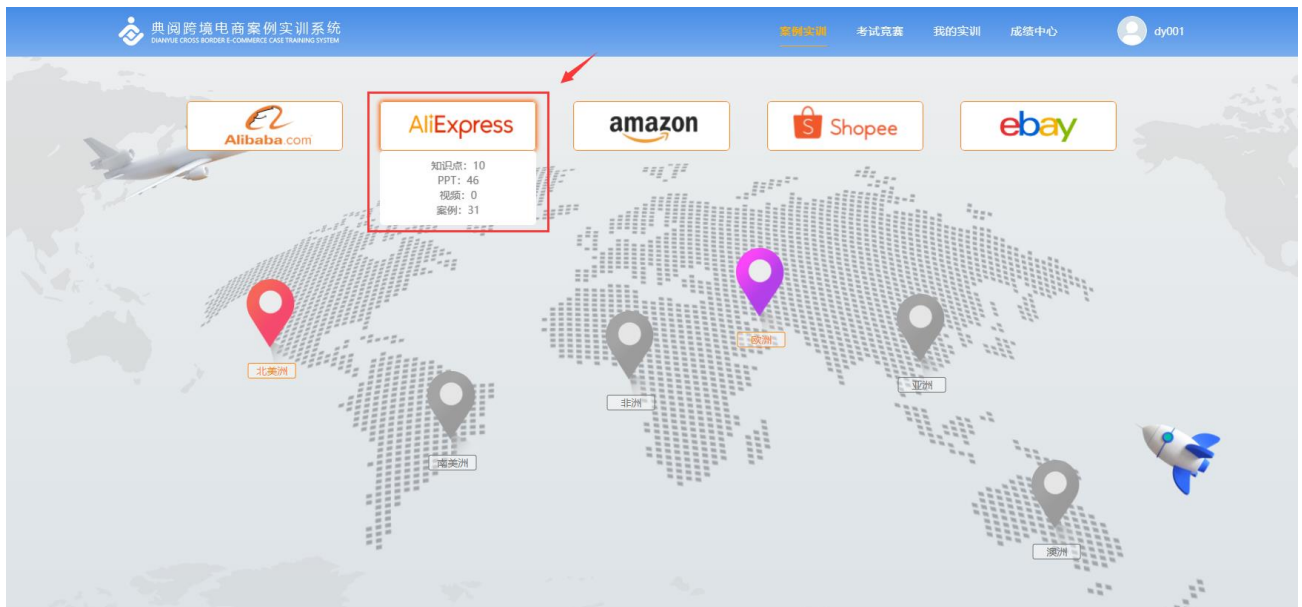 典阅跨境电商案例实训系统
DIANYUE CROSS BORDER E-COMMERCE CASE TRAINING SYSTEM
案例实训 考试竞赛 我的实训 成绩中心 dy001
Alibaba.com AliExpress amazon Shopee ebay
知识点：10
PPT：46
视频：0
案例：31
欧洲
北美洲
亚洲
非洲
南美洲
澳洲